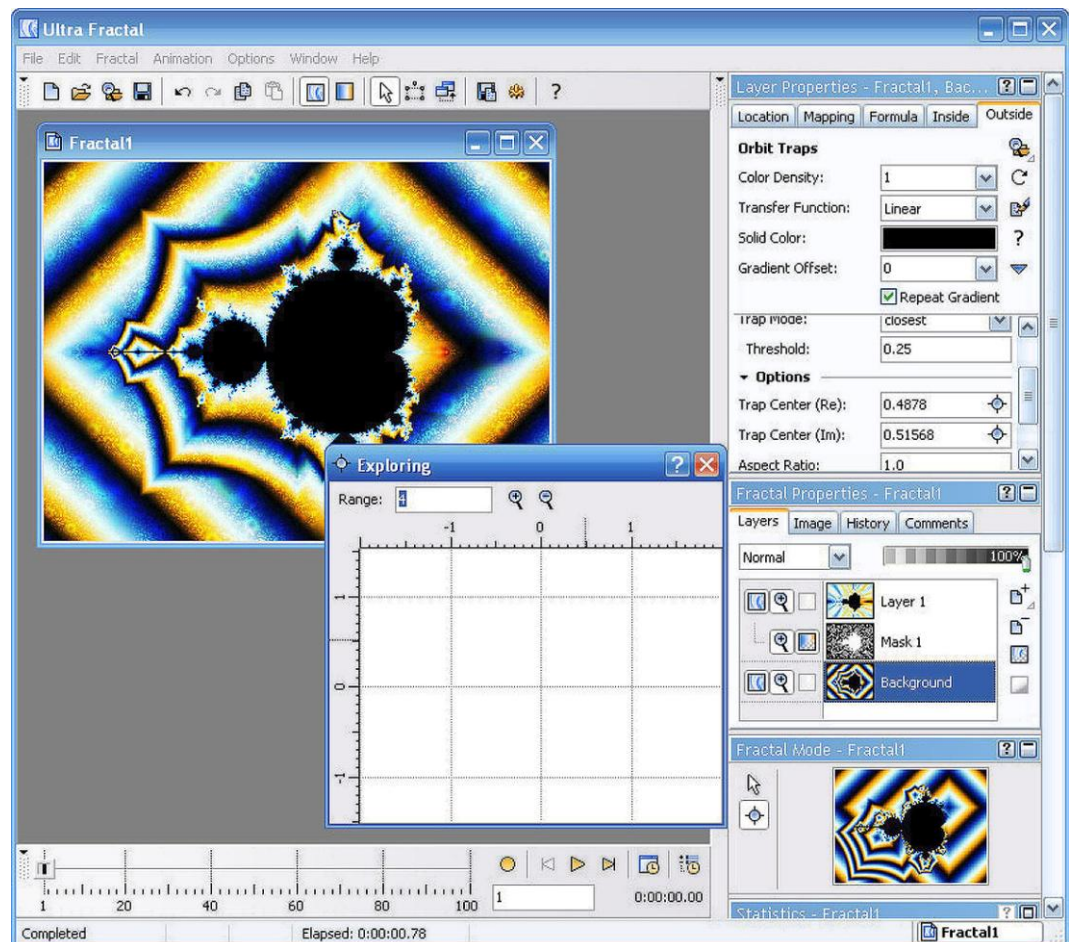 Ultra Fractal
File Edit Fractal Animation Options Window Help
?
Fractal1
Layer Properties - Fractal1, Bac...
?
Location Mapping Formula Inside Outside
Orbit Traps
Color Density: 1
Transfer Function: Linear
Solid Color: ?
Gradient Offset: 0
Repeat Gradient
Trap Mode: closest
Threshold: 0.25
Options
Trap Center (Re): 0.4878
Trap Center (Im): 0.51568
Aspect Ratio: 1.0
Exploring ?
Range: 4
-1 0 1
1
0
-1
Fractal Properties - Fractal1 ?
Layers Image History Comments
Normal 100%
Layer 1
Mask 1
Background
Fractal Mode - Fractal1 ?
1 20 40 60 80 100
1 0:00:00.00
Statistics - Fractal1 ?
Completed Elapsed: 0:00:00.78 Fractal1